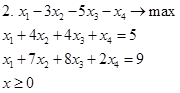 2. x₁ − 3x₂ − 5x₃ − x₄ → max
x₁ + 4x₂ + 4x₃ + x₄ = 5
x₁ + 7x₂ + 8x₃ + 2x₄ = 9
x ≥ 0